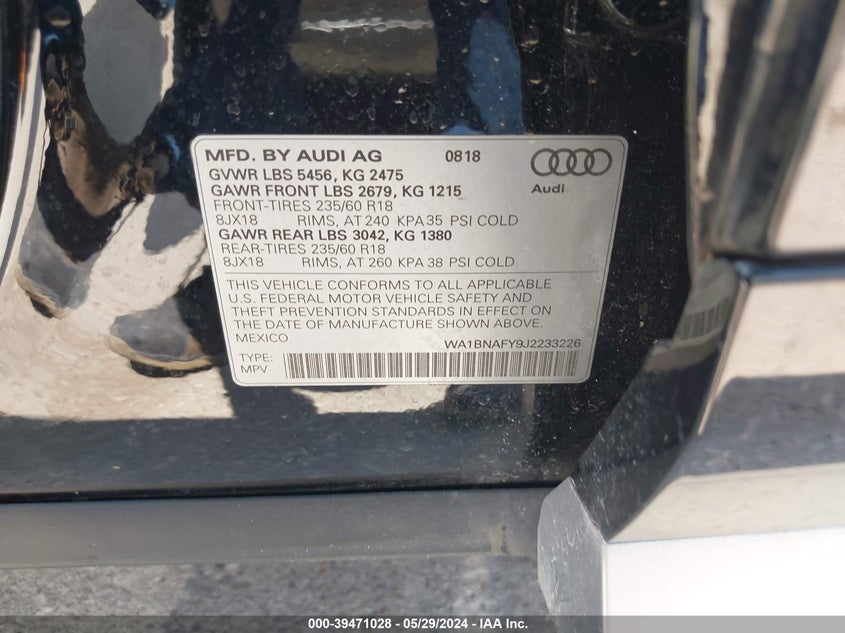 MFD. BY AUDI AG 0818
GVWR LBS 5456, KG 2475
GAWR FRONT LBS 2679, KG 1215
FRONT-TIRES 235/60 R18
8JX18 RIMS, AT 240 KPA 35 PSI COLD
GAWR REAR LBS 3042, KG 1380
REAR-TIRES 235/60 R18
8JX18 RIMS, AT 260 KPA 38 PSI COLD
Audi
THIS VEHICLE CONFORMS TO ALL APPLICABLE
U.S. FEDERAL MOTOR VEHICLE SAFETY AND
THEFT PREVENTION STANDARDS IN EFFECT ON
THE DATE OF MANUFACTURE SHOWN ABOVE.
MEXICO WA1BNAFY9J2233226
TYPE:
MPV
000-39471028 - 05/29/2024 - IAA Inc.